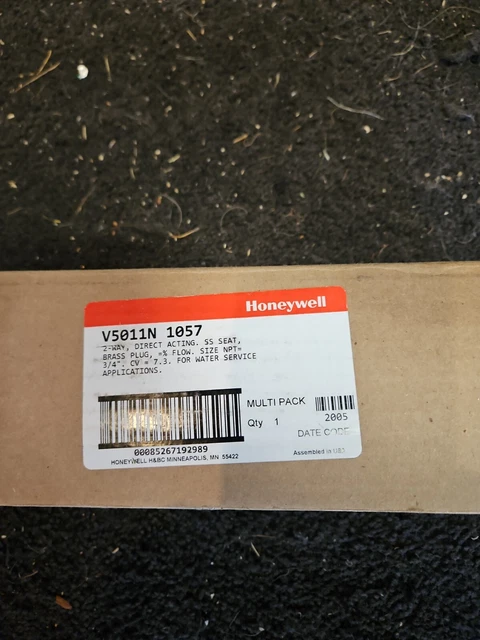 Honeywell
V5011N 1057
2-WAY, DIRECT ACTING. SS SEAT,
BRASS PLUG, =% FLOW. SIZE NPT=
3/4". CV = 7.3. FOR WATER SERVICE
APPLICATIONS.
MULTI PACK
Qty 1
2005
DATE CODE
00085267192989
HONEYWELL H&BC MINNEAPOLIS, MN 55422
Assembled in USA